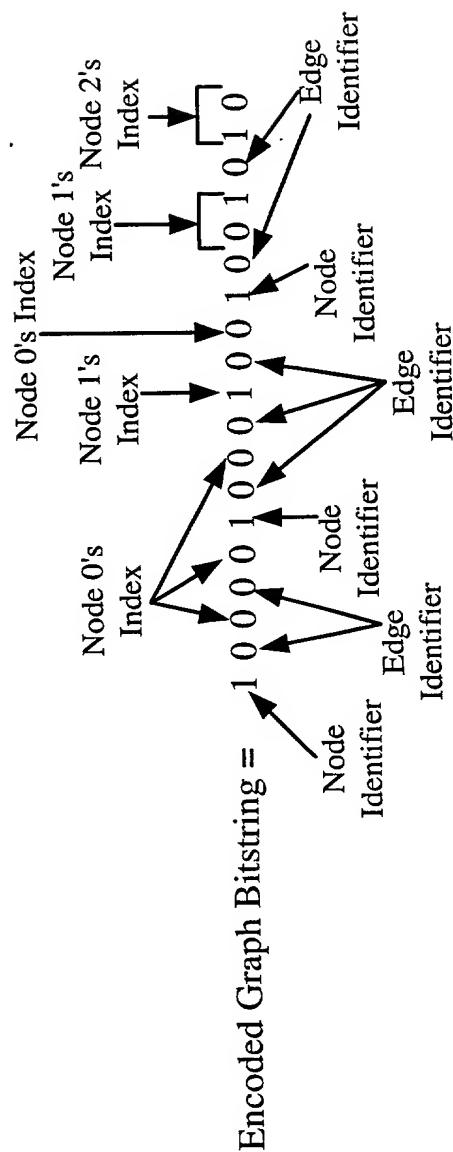 Node 0's Index
Node 0's
Index
Node 1's
Index
Node 1's
Index
Node 2's
Index
Encoded Graph Bitstring = 1 0 0 0 0 1 0 0 0 1 0 0 1 0 0 1 0 1 0
Node
Identifier
Edge
Identifier
Node
Identifier
Edge
Identifier
Node
Identifier
Edge
Identifier